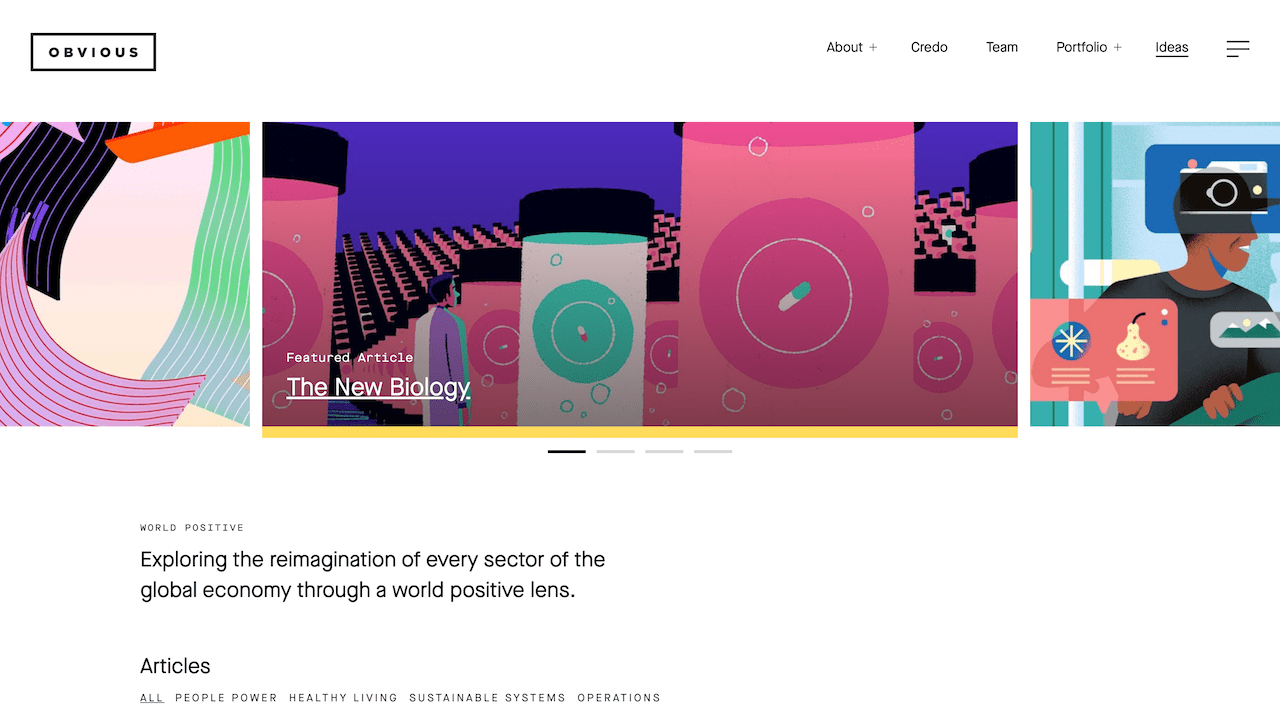 OBVIOUS
About +
Credo
Team
Portfolio +
Ideas
Featured Article
The New Biology
WORLD POSITIVE
Exploring the reimagination of every sector of the
global economy through a world positive lens.
Articles
ALL PEOPLE POWER HEALTHY LIVING SUSTAINABLE SYSTEMS OPERATIONS